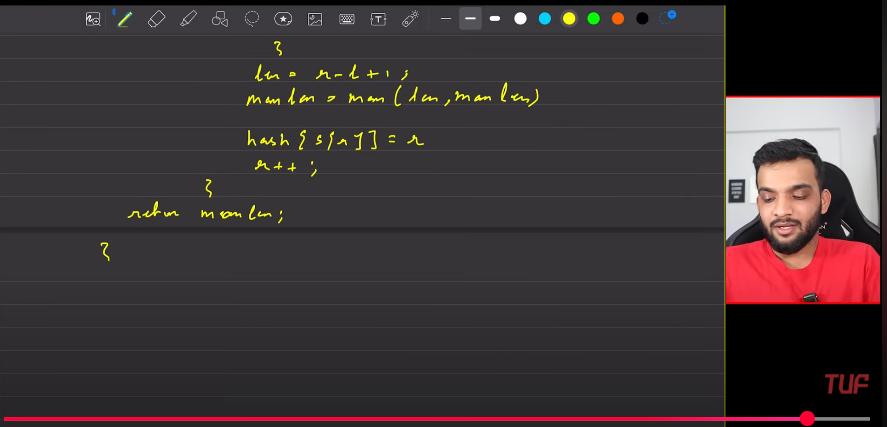 }
len = r-l+1;
maxlen = max(len, maxlen)
hash[s[r]] = r
r++;
}
return maxlen;
}
TUF